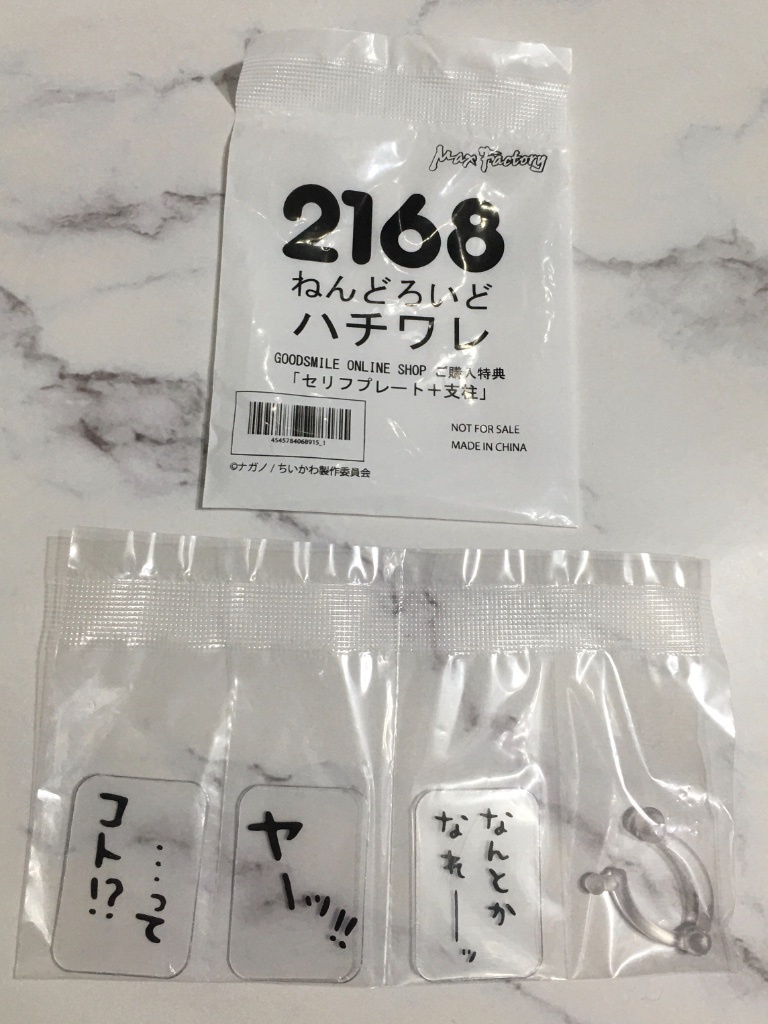 Max Factory
2168
ねんどろいど
ハチワレ
GOODSMILE ONLINE SHOP ご購入特典
「セリフプレート＋支柱」
4545784068915_1
NOT FOR SALE
MADE IN CHINA
©ナガノ / ちいかわ製作委員会
…って
コト!?
ヤーッ!!
なんとか
なれーッ